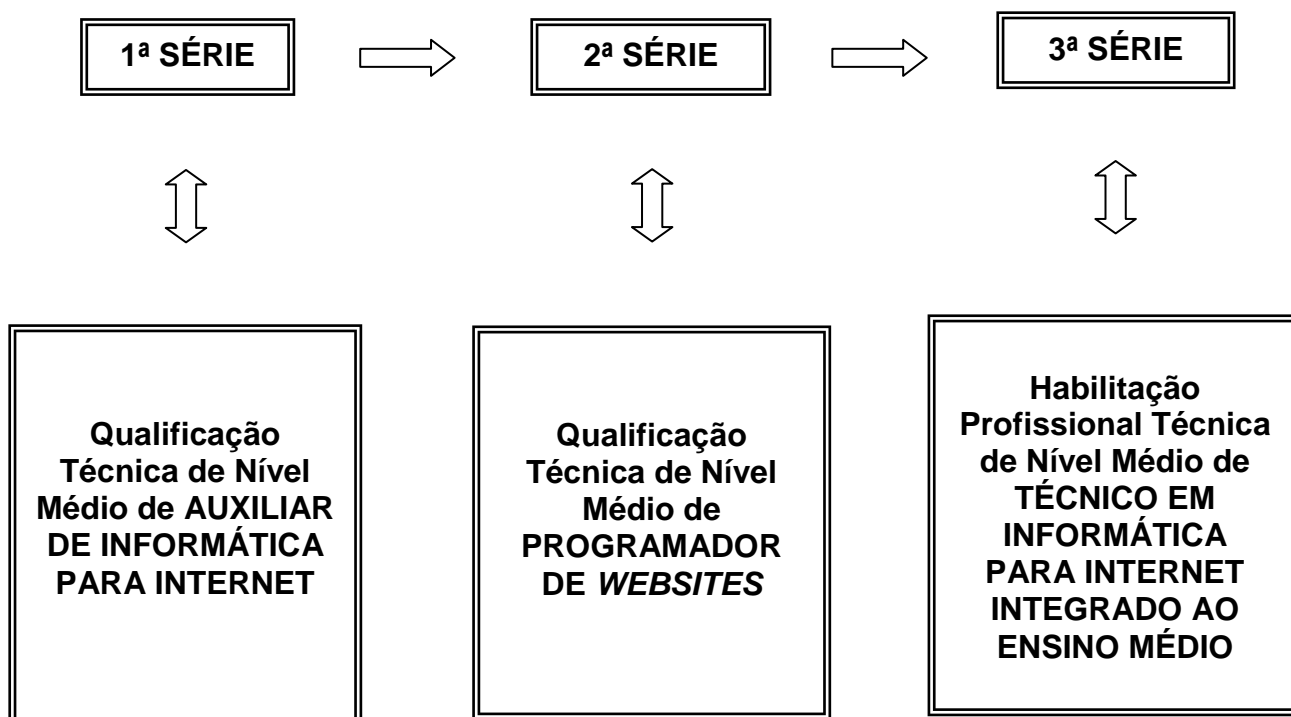 1ª SÉRIE
2ª SÉRIE
3ª SÉRIE
Qualificação
Técnica de Nível
Médio de AUXILIAR
DE INFORMÁTICA
PARA INTERNET
Qualificação
Técnica de Nível
Médio de
PROGRAMADOR
DE WEBSITES
Habilitação
Profissional Técnica
de Nível Médio de
TÉCNICO EM
INFORMÁTICA
PARA INTERNET
INTEGRADO AO
ENSINO MÉDIO